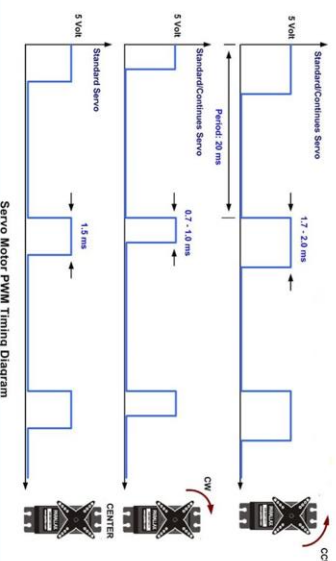 5 Volt
Standard/Continues Servo
Period: 20 ms
1.7 - 2.0 ms
5 Volt
Standard/Continues Servo
0.7 - 1.0 ms
CW
5 Volt
Standard Servo
1.5 ms
CENTER
Servo Motor PWM Timing Diagram